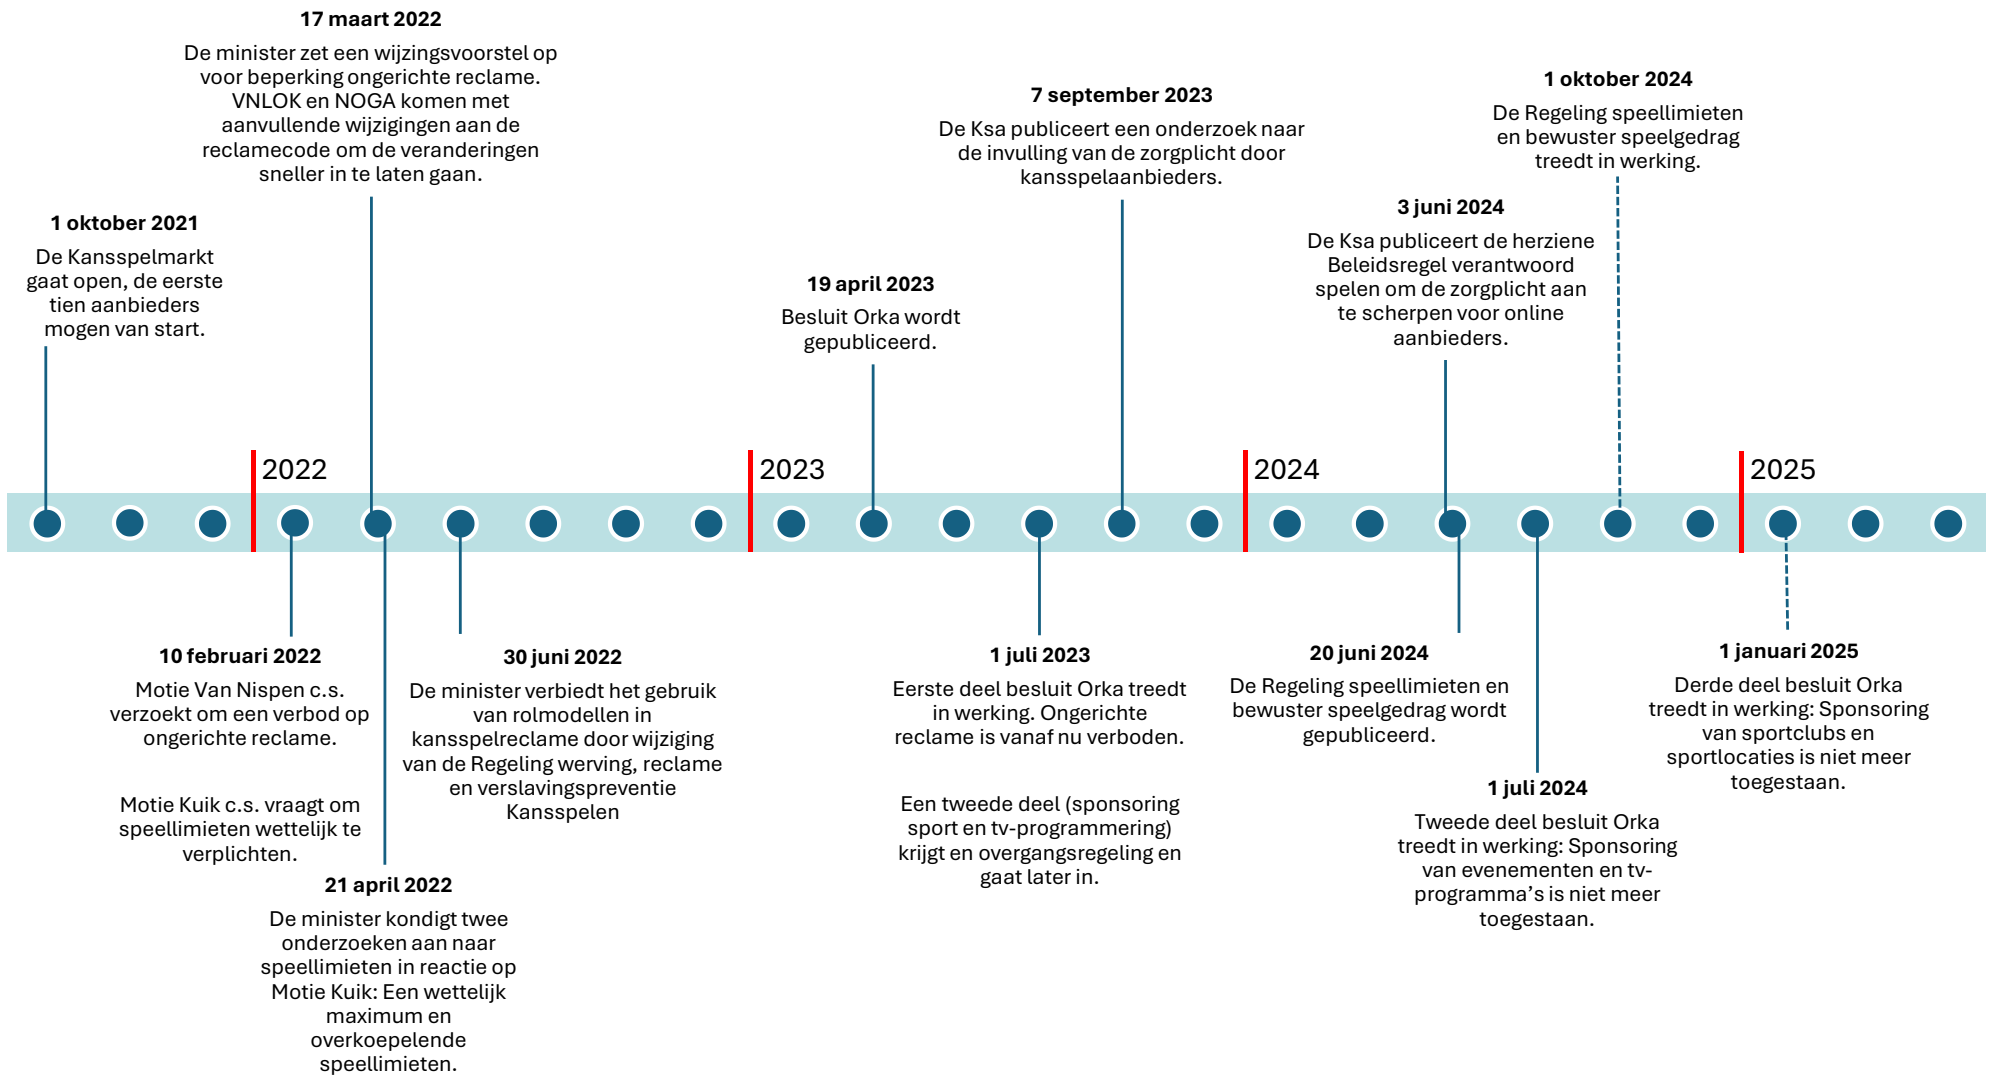 17 maart 2022
De minister zet een wijzingsvoorstel op
voor beperking ongerichte reclame.
VNLOK en NOGA komen met
aanvullende wijzigingen aan de
reclamecode om de veranderingen
sneller in te laten gaan.
1 oktober 2021
De Kansspelmarkt
gaat open, de eerste
tien aanbieders
mogen van start.
19 april 2023
Besluit Orka wordt
gepubliceerd.
7 september 2023
De Ksa publiceert een onderzoek naar
de invulling van de zorgplicht door
kansspelaanbieders.
3 juni 2024
De Ksa publiceert de herziene
Beleidsregel verantwoord
spelen om de zorgplicht aan
te scherpen voor online
aanbieders.
1 oktober 2024
De Regeling speellimieten
en bewuster speelgedrag
treedt in werking.
2022
2023
2024
2025
10 februari 2022
Motie Van Nispen c.s.
verzoekt om een verbod op
ongerichte reclame.
Motie Kuik c.s. vraagt om
speellimieten wettelijk te
verplichten.
21 april 2022
De minister kondigt twee
onderzoeken aan naar
speellimieten in reactie op
Motie Kuik: Een wettelijk
maximum en
overkoepelende
speellimieten.
30 juni 2022
De minister verbiedt het gebruik
van rolmodellen in
kansspelreclame door wijziging
van de Regeling werving, reclame
en verslavingspreventie
Kansspelen
1 juli 2023
Eerste deel besluit Orka treedt
in werking. Ongerichte
reclame is vanaf nu verboden.
Een tweede deel (sponsoring
sport en tv-programmering)
krijgt en overgangsregeling en
gaat later in.
20 juni 2024
De Regeling speellimieten en
bewuster speelgedrag wordt
gepubliceerd.
1 juli 2024
Tweede deel besluit Orka
treedt in werking: Sponsoring
van evenementen en tv-
programma’s is niet meer
toegestaan.
1 januari 2025
Derde deel besluit Orka
treedt in werking: Sponsoring
van sportclubs en
sportlocaties is niet meer
toegestaan.